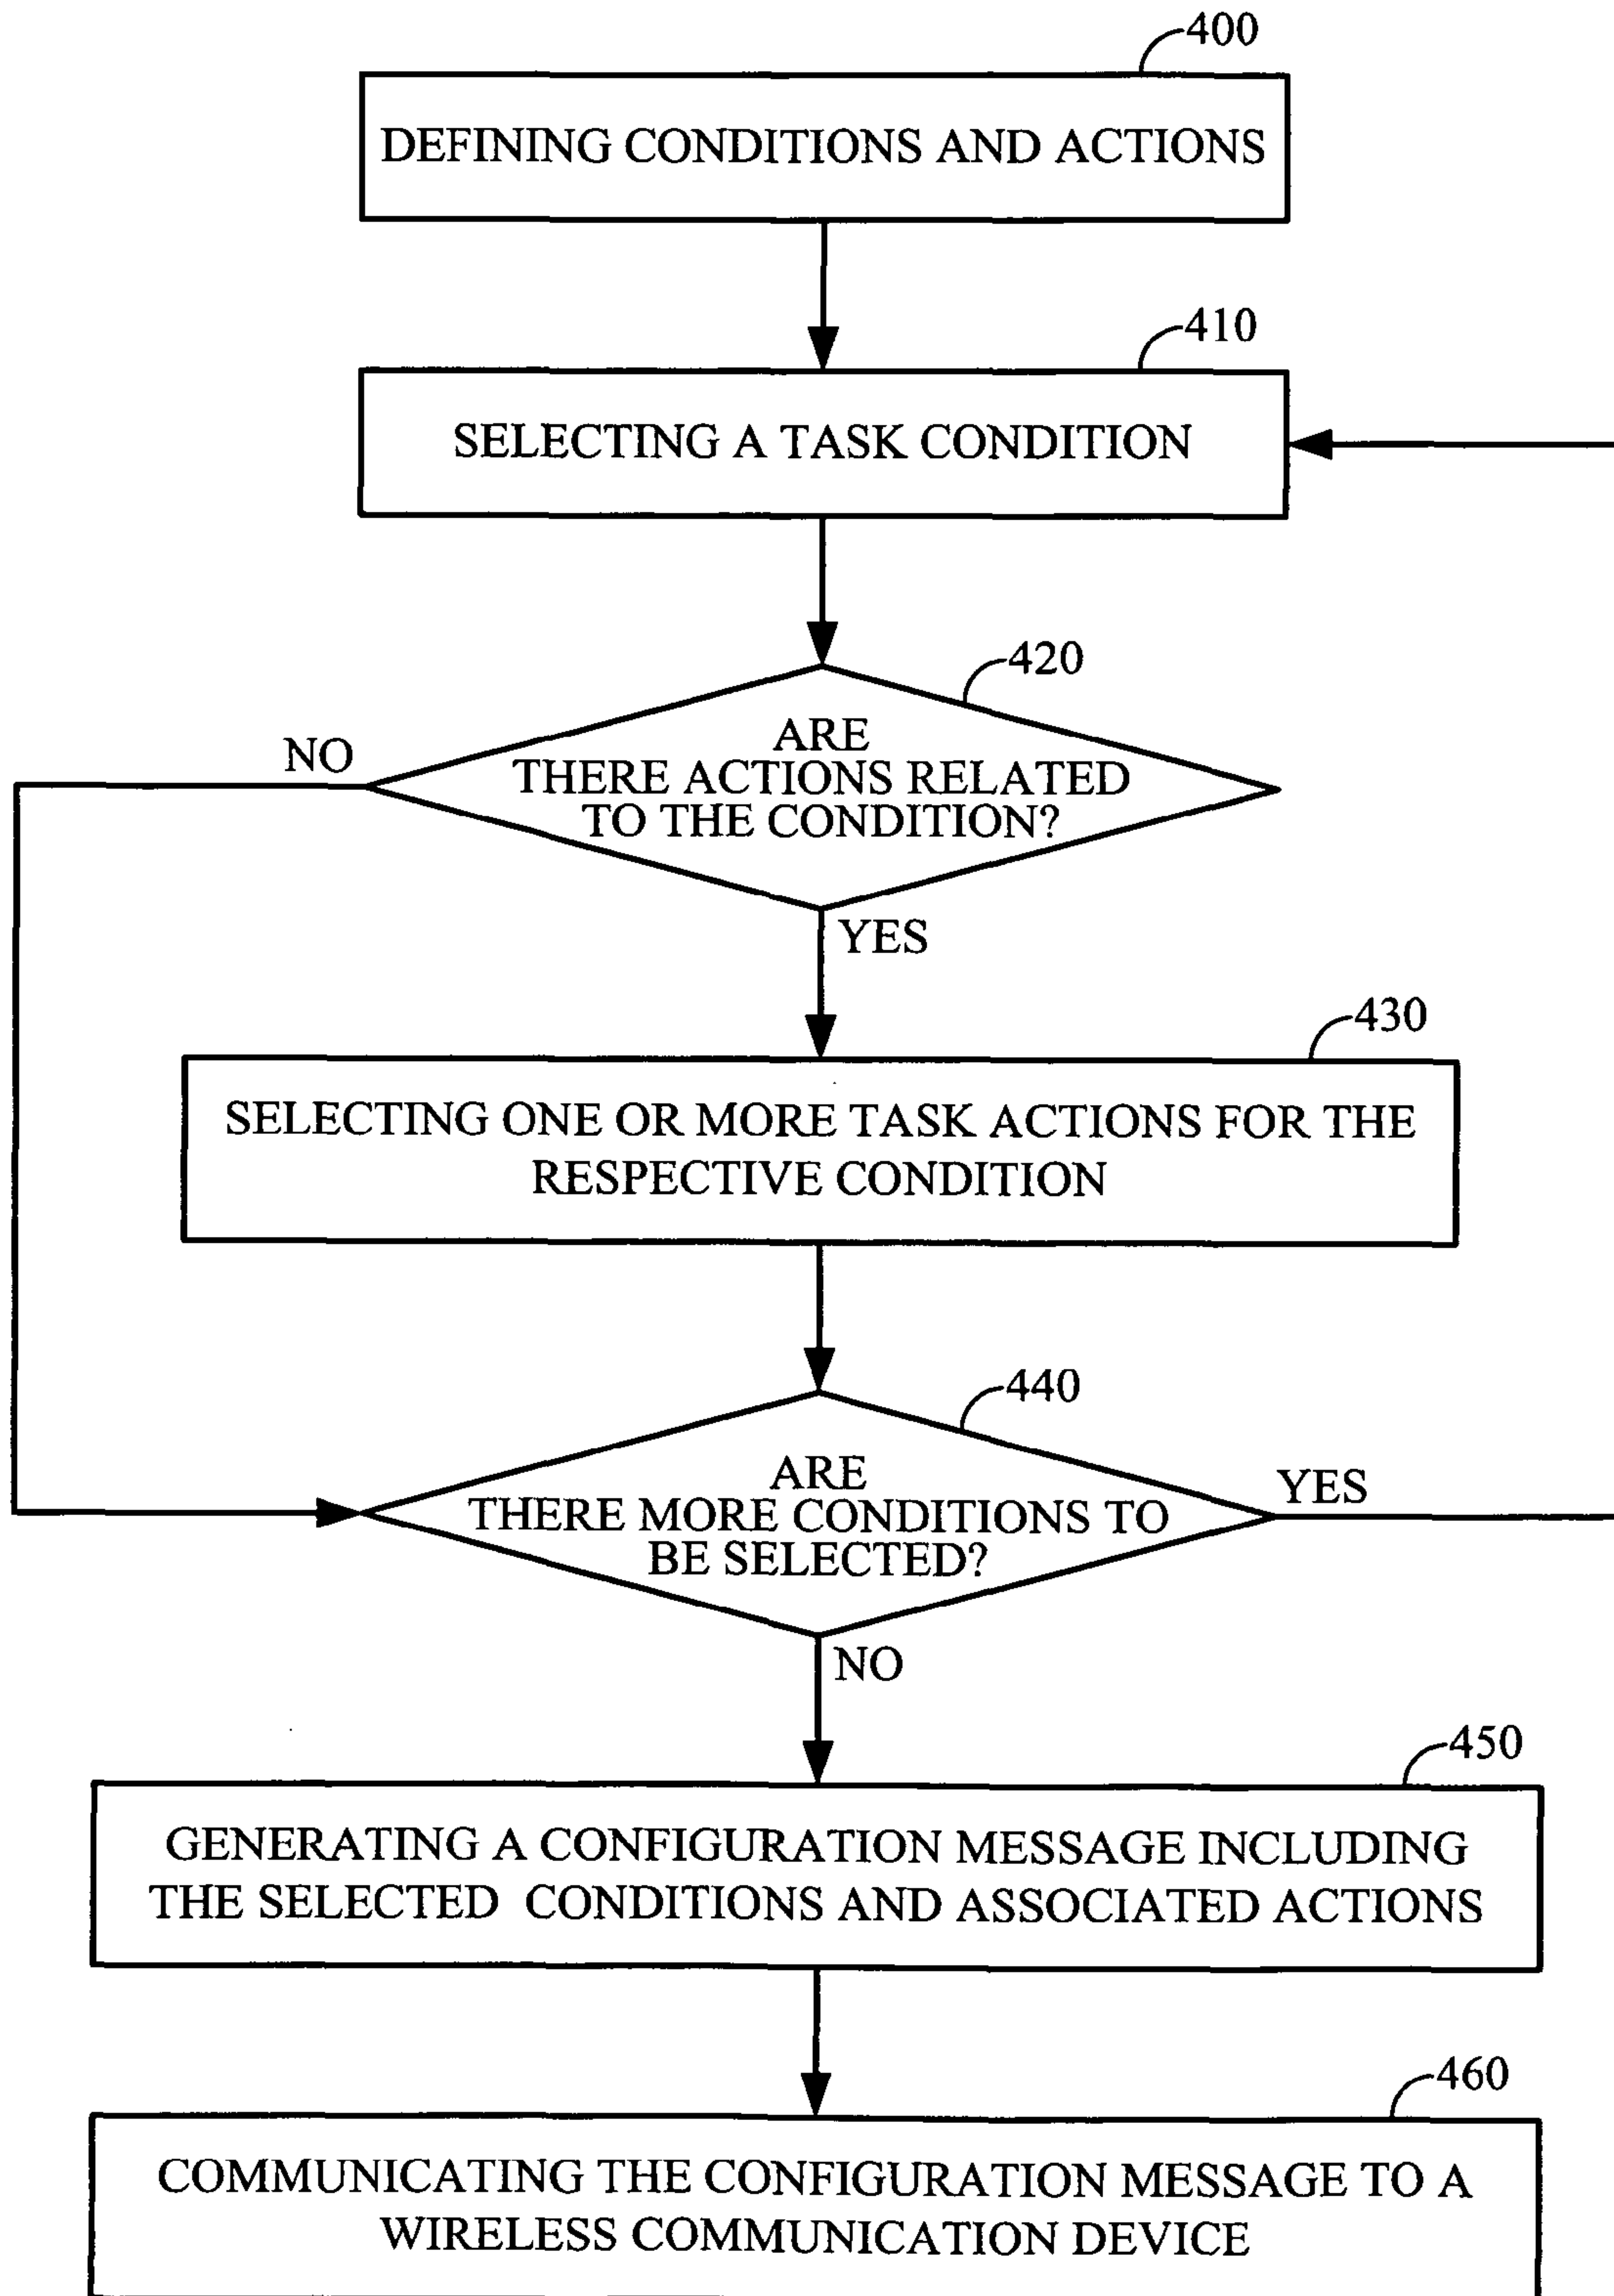 400
DEFINING CONDITIONS AND ACTIONS
410
SELECTING A TASK CONDITION
420
ARE
THERE ACTIONS RELATED
TO THE CONDITION?
NO
YES
430
SELECTING ONE OR MORE TASK ACTIONS FOR THE
RESPECTIVE CONDITION
440
ARE
THERE MORE CONDITIONS TO
BE SELECTED?
YES
NO
450
GENERATING A CONFIGURATION MESSAGE INCLUDING
THE SELECTED CONDITIONS AND ASSOCIATED ACTIONS
460
COMMUNICATING THE CONFIGURATION MESSAGE TO A
WIRELESS COMMUNICATION DEVICE